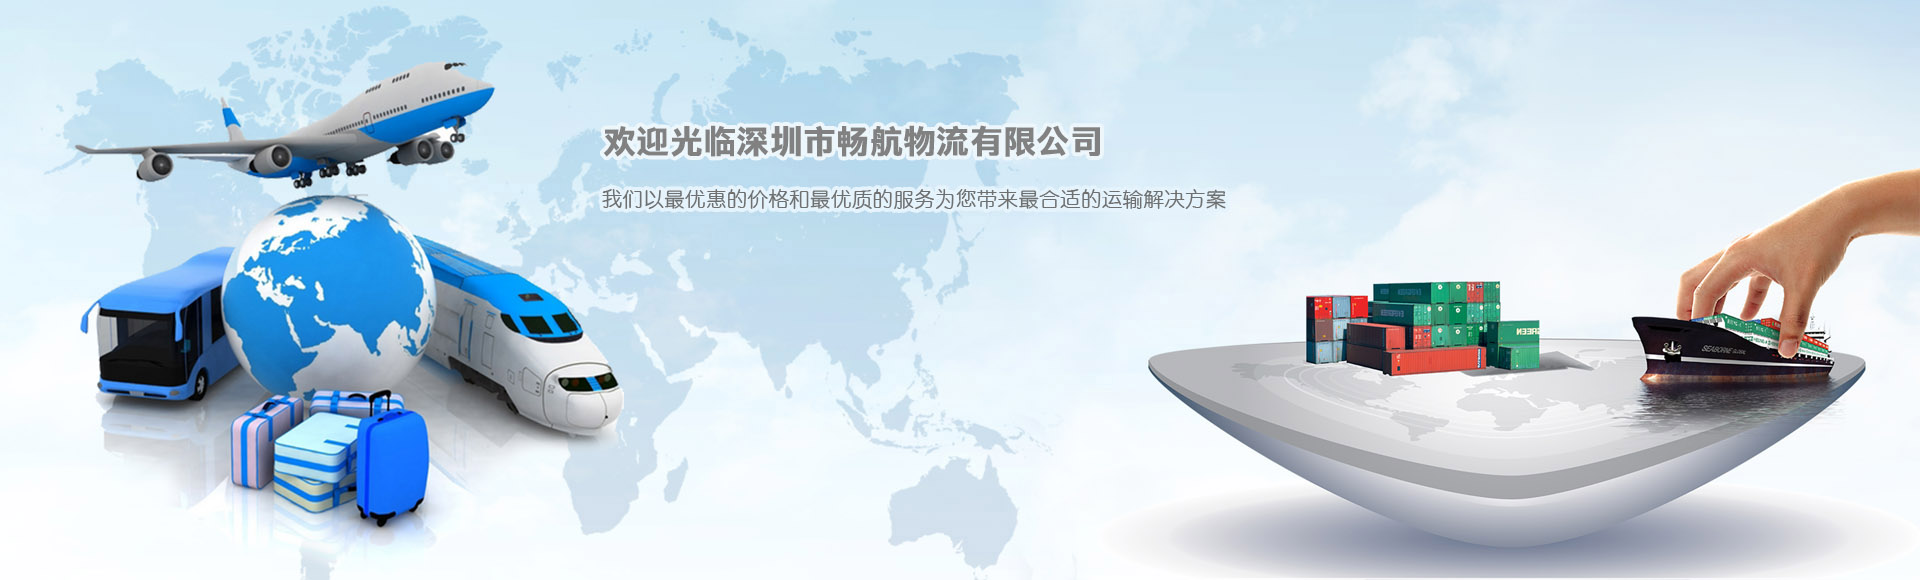 欢迎光临深圳市畅航物流有限公司
我们以最优惠的价格和最优质的服务为您带来最合适的运输解决方案
SEABORNE GLOBAL